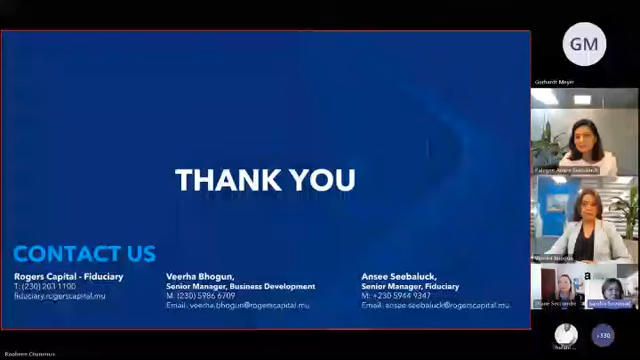 GM
Gerhardt Meyer
THANK YOU
CONTACT US
Rogers Capital - Fiduciary
T: (230) 203 1100
fiduciary.rogerscapital.mu
Veerha Bhogun,
Senior Manager, Business Development
M: (230) 5986 6709
Email: veerha.bhogun@rogerscapital.mu
Ansee Seebaluck,
Senior Manager, Fiduciary
M: +230 5944 9347
Email: ansee.seebaluck@rogerscapital.mu
Veerha Bhogun
+330